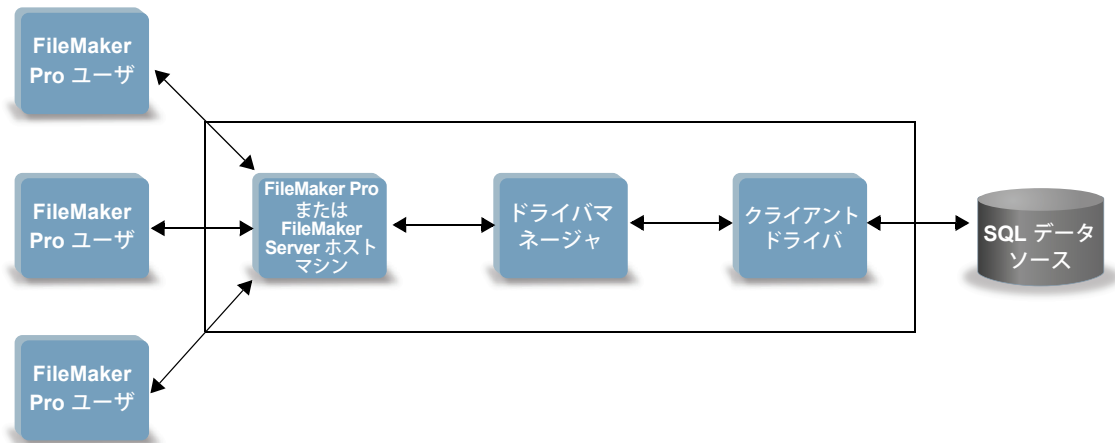 FileMaker
Pro ユーザ
FileMaker
Pro ユーザ
FileMaker Pro
または
FileMaker
Server ホスト
マシン
ドライバマ
ネージャ
クライアント
ドライバ
SQL データ
ソース
FileMaker
Pro ユーザ